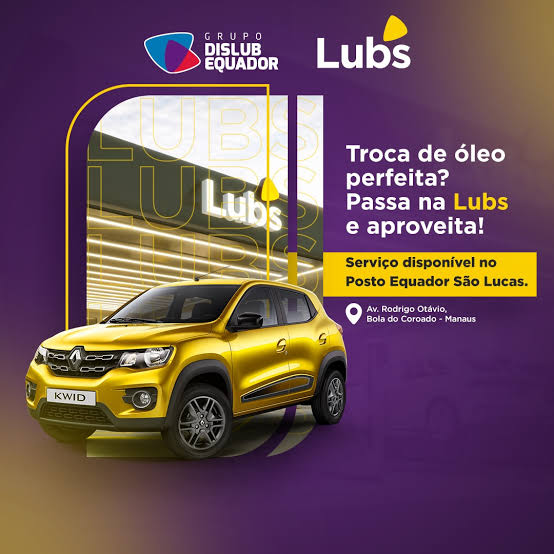 GRUPO
DISLUB
EQUADOR
Lubs
LUBS
LUBS
LUBS
Lubs
Troca de óleo
perfeita?
Passa na Lubs
e aproveita!
Serviço disponível no
Posto Equador São Lucas.
Av. Rodrigo Otávio,
Bola do Coroado - Manaus
KWID